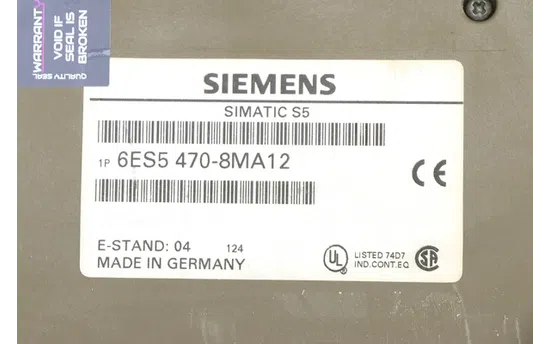 WARRANTY
VOID IF
SEAL IS
BROKEN
QUALITY SEAL
SIEMENS
SIMATIC S5
1P 6ES5 470-8MA12
CE
E-STAND: 04 124
MADE IN GERMANY
UL LISTED 74D7
IND.CONT.EQ
SA